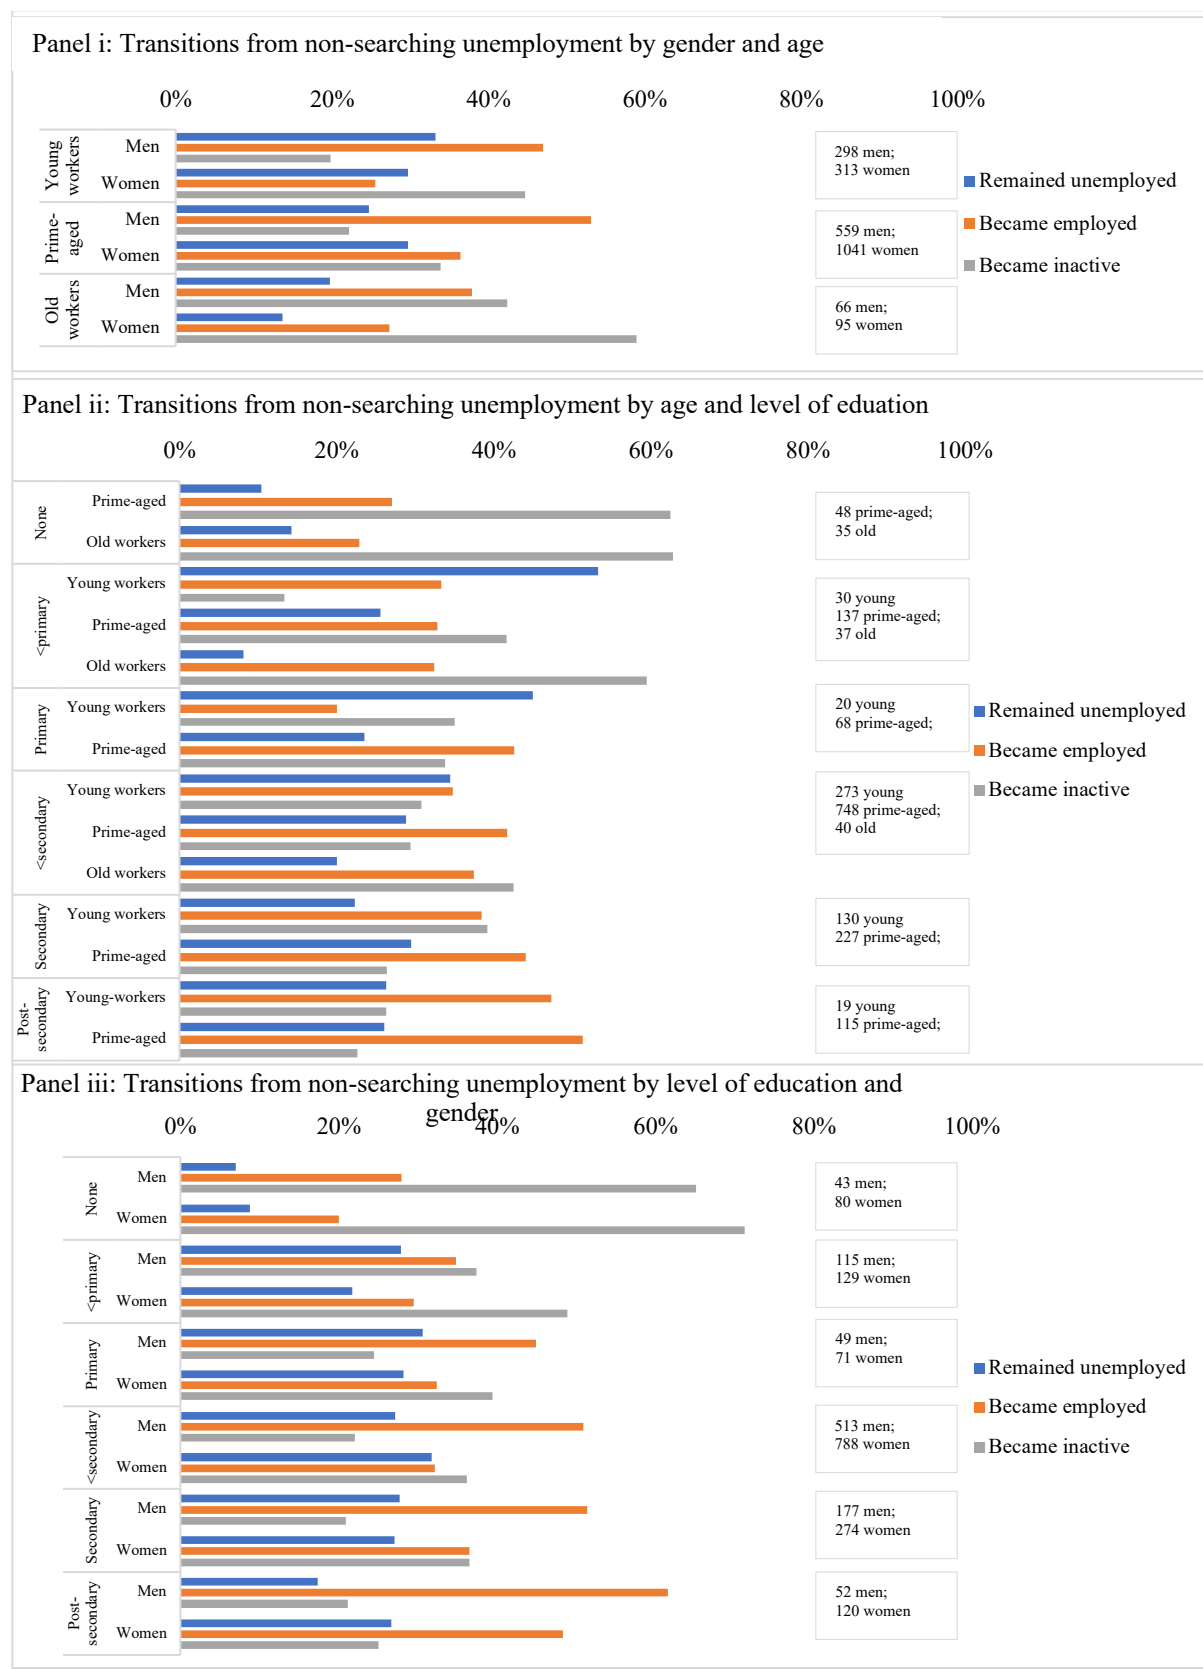 Panel i: Transitions from non-searching unemployment by gender and age
0% 20% 40% 60% 80% 100%
Young workers
Men
Women
Prime-aged
Men
Women
Old workers
Men
Women
298 men;
313 women
559 men;
1041 women
66 men;
95 women
Remained unemployed
Became employed
Became inactive
Panel ii: Transitions from non-searching unemployment by age and level of eduation
0% 20% 40% 60% 80% 100%
None
Prime-aged
Old workers
<primary
Young workers
Prime-aged
Old workers
Primary
Young workers
Prime-aged
<secondary
Young workers
Prime-aged
Old workers
Secondary
Young workers
Prime-aged
Post-secondary
Young-workers
Prime-aged
48 prime-aged;
35 old
30 young
137 prime-aged;
37 old
20 young
68 prime-aged;
273 young
748 prime-aged;
40 old
130 young
227 prime-aged;
19 young
115 prime-aged;
Remained unemployed
Became employed
Became inactive
Panel iii: Transitions from non-searching unemployment by level of education and
gender
0% 20% 40% 60% 80% 100%
None
Men
Women
<primary
Men
Women
Primary
Men
Women
<secondary
Men
Women
Secondary
Men
Women
Post-secondary
Men
Women
43 men;
80 women
115 men;
129 women
49 men;
71 women
513 men;
788 women
177 men;
274 women
52 men;
120 women
Remained unemployed
Became employed
Became inactive